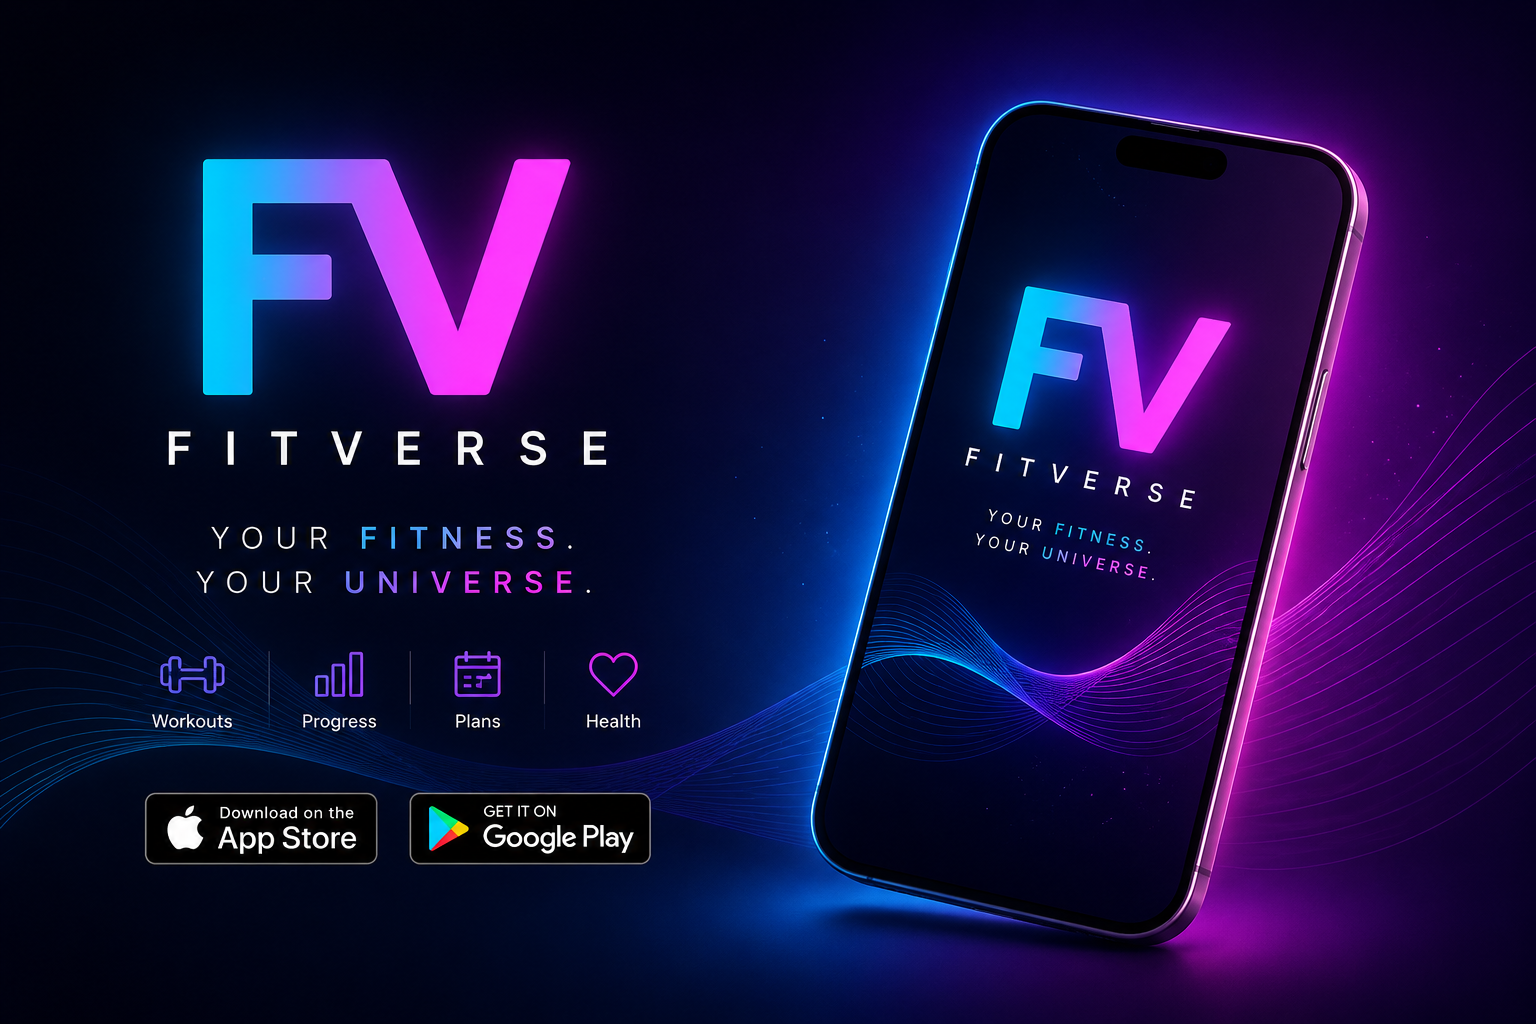 FV
FITVERSE
YOUR FITNESS.
YOUR UNIVERSE.
Workouts
Progress
Plans
Health
Download on the
App Store
GET IT ON
Google Play
FV
FITVERSE
YOUR FITNESS.
YOUR UNIVERSE.